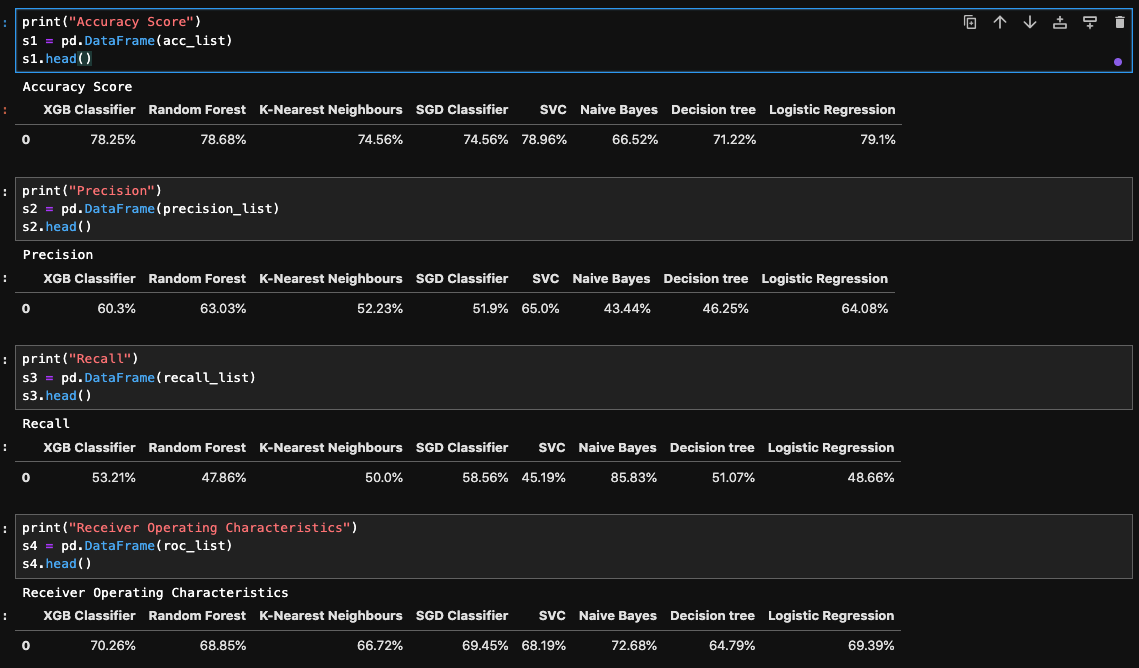 print("Accuracy Score")
s1 = pd.DataFrame(acc_list)
s1.head()
Accuracy Score
XGB Classifier Random Forest K-Nearest Neighbours SGD Classifier SVC Naive Bayes Decision tree Logistic Regression
0 78.25% 78.68% 74.56% 74.56% 78.96% 66.52% 71.22% 79.1%
print("Precision")
s2 = pd.DataFrame(precision_list)
s2.head()
Precision
XGB Classifier Random Forest K-Nearest Neighbours SGD Classifier SVC Naive Bayes Decision tree Logistic Regression
0 60.3% 63.03% 52.23% 51.9% 65.0% 43.44% 46.25% 64.08%
print("Recall")
s3 = pd.DataFrame(recall_list)
s3.head()
Recall
XGB Classifier Random Forest K-Nearest Neighbours SGD Classifier SVC Naive Bayes Decision tree Logistic Regression
0 53.21% 47.86% 50.0% 58.56% 45.19% 85.83% 51.07% 48.66%
print("Receiver Operating Characteristics")
s4 = pd.DataFrame(roc_list)
s4.head()
Receiver Operating Characteristics
XGB Classifier Random Forest K-Nearest Neighbours SGD Classifier SVC Naive Bayes Decision tree Logistic Regression
0 70.26% 68.85% 66.72% 69.45% 68.19% 72.68% 64.79% 69.39%